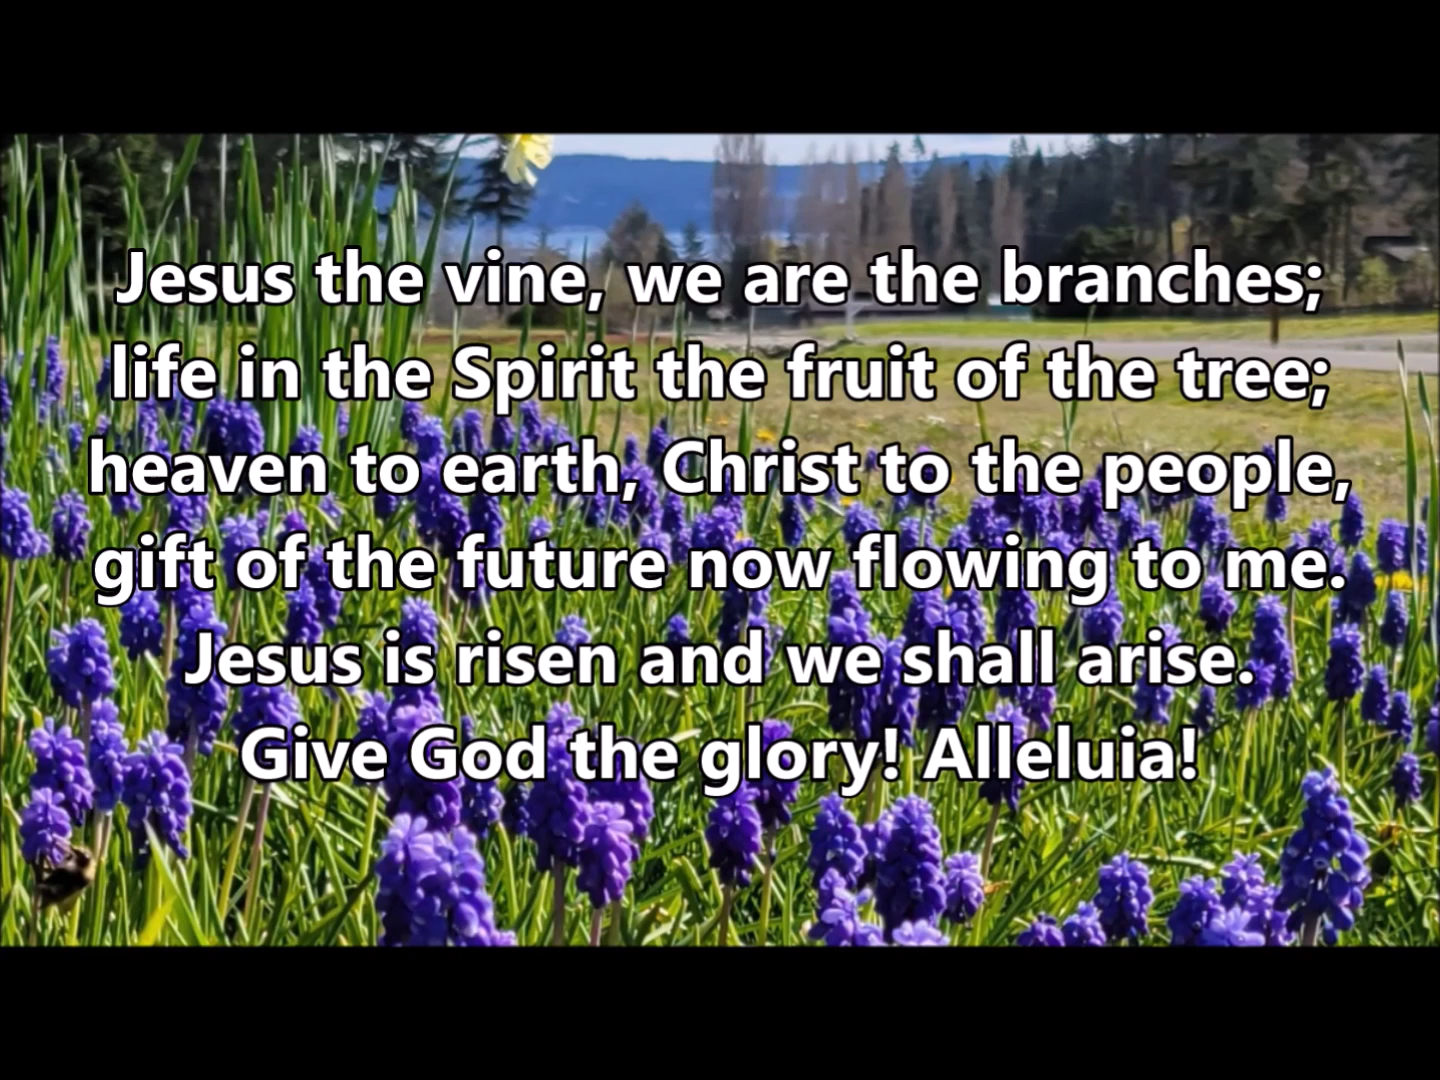 Jesus the vine, we are the branches;
life in the Spirit the fruit of the tree;
heaven to earth, Christ to the people,
gift of the future now flowing to me.
Jesus is risen and we shall arise.
Give God the glory! Alleluia!